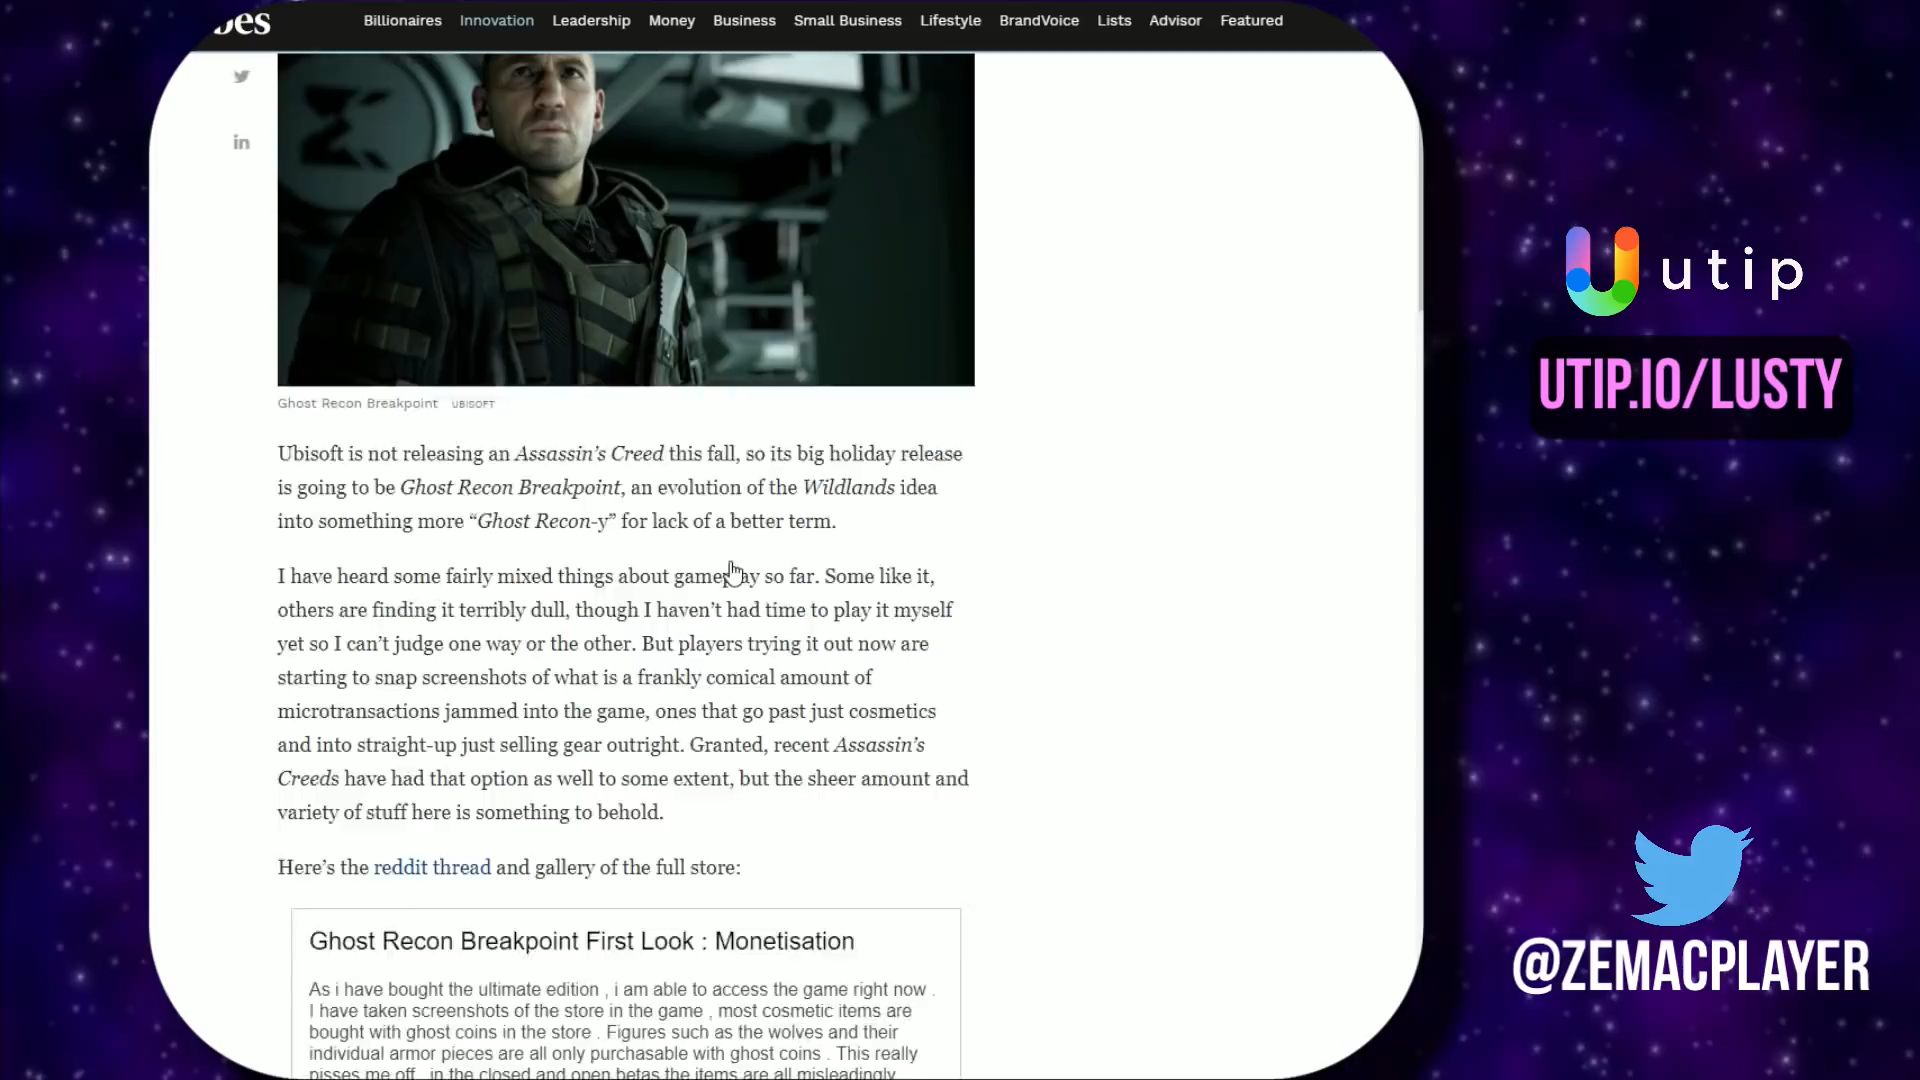 Billionaires Innovation Leadership Money Business Small Business Lifestyle BrandVoice Lists Advisor Featured
in
Ghost Recon Breakpoint UBISOFT
Ubisoft is not releasing an Assassin's Creed this fall, so its big holiday release
is going to be Ghost Recon Breakpoint, an evolution of the Wildlands idea
into something more “Ghost Recon-y” for lack of a better term.
I have heard some fairly mixed things about gameplay so far. Some like it,
others are finding it terribly dull, though I haven't had time to play it myself
yet so I can't judge one way or the other. But players trying it out now are
starting to snap screenshots of what is a frankly comical amount of
microtransactions jammed into the game, ones that go past just cosmetics
and into straight-up just selling gear outright. Granted, recent Assassin's
Creeds have had that option as well to some extent, but the sheer amount and
variety of stuff here is something to behold.
Here's the reddit thread and gallery of the full store:
Ghost Recon Breakpoint First Look : Monetisation
As i have bought the ultimate edition , i am able to access the game right now .
I have taken screenshots of the store in the game , most cosmetic items are
bought with ghost coins in the store . Figures such as the wolves and their
individual armor pieces are all only purchasable with ghost coins . This really
pisses me off , in the closed and open betas the items are all misleadingly
utip
UTIP.IO/LUSTY
@ZEMACPLAYER